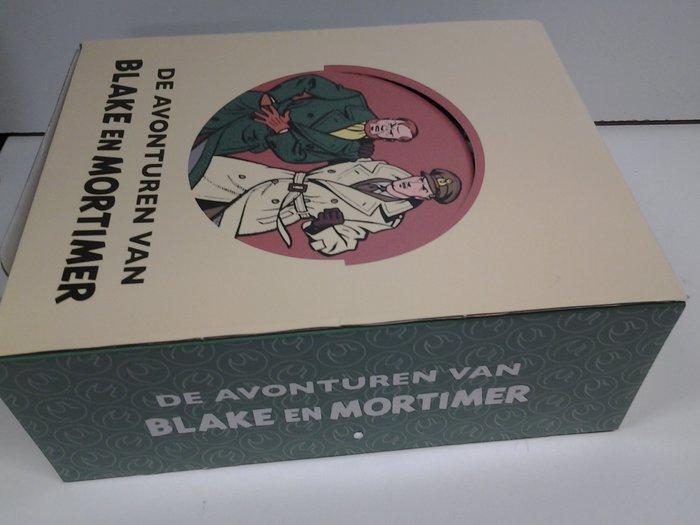 DE AVONTUREN VAN
BLAKE EN MORTIMER
DE AVONTUREN VAN
BLAKE EN MORTIMER